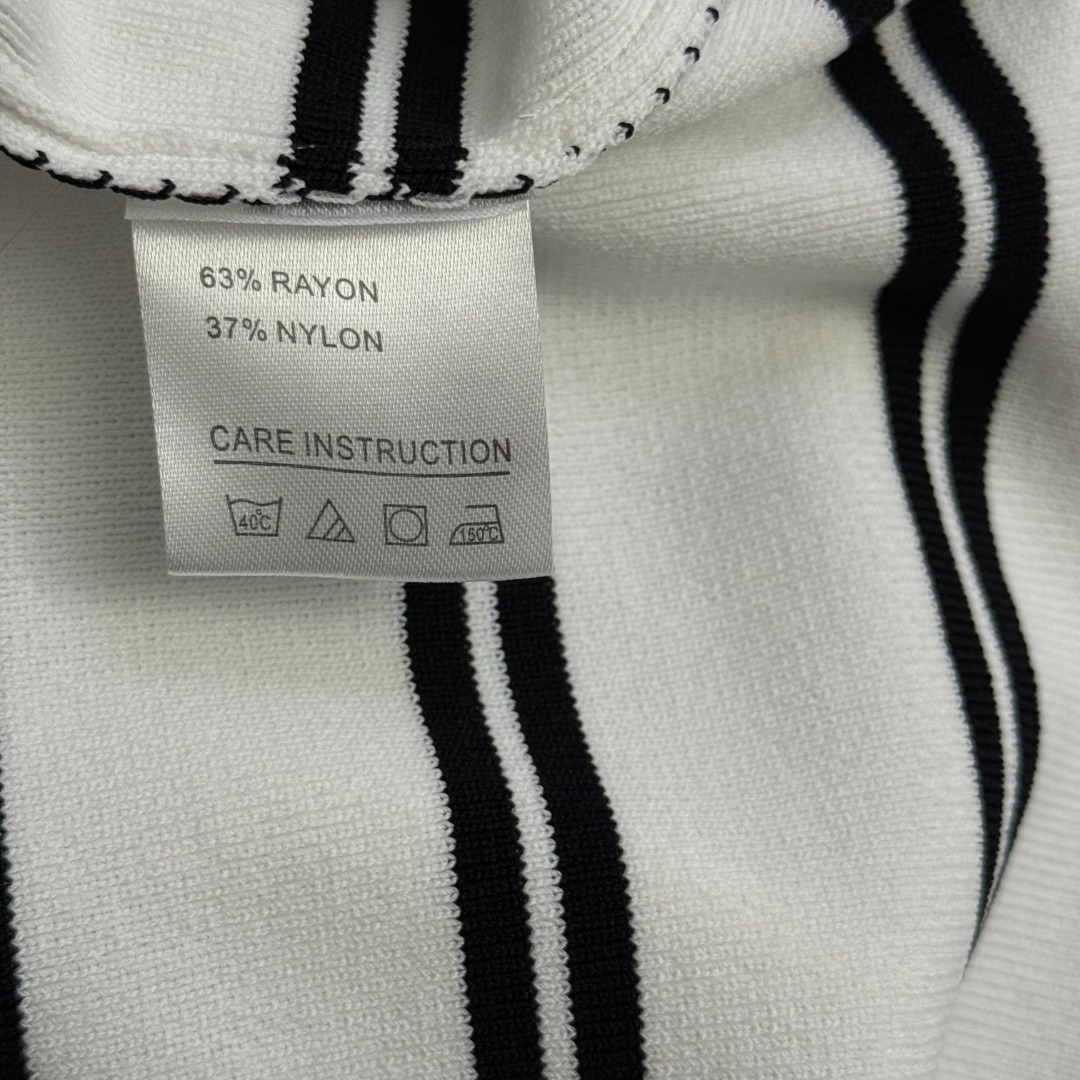 63% RAYON
37% NYLON
CARE INSTRUCTION
40°C 150°C